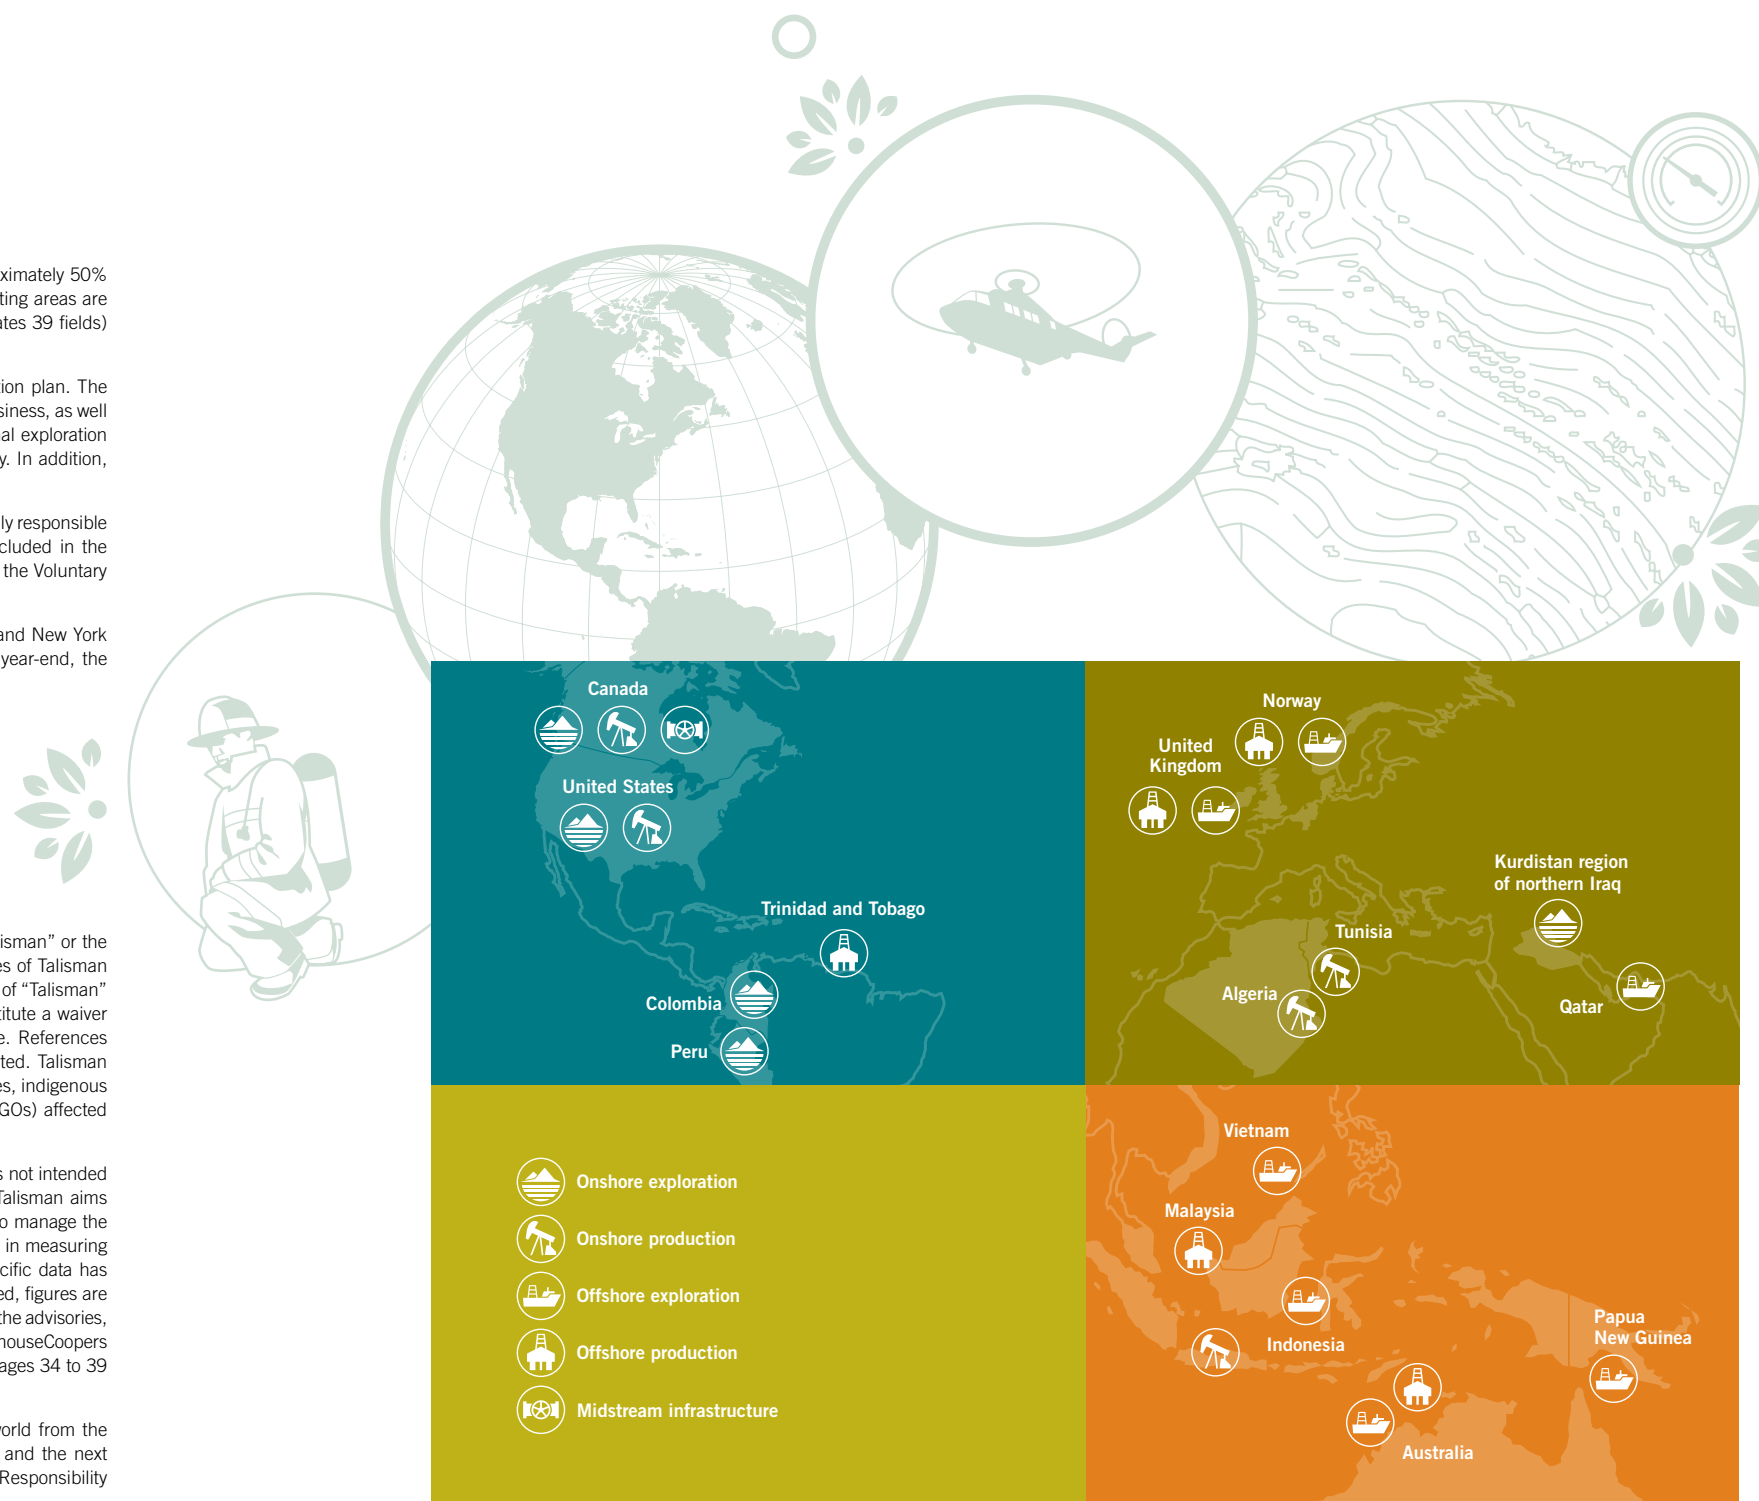 ximately 50%
ting areas are
ates 39 fields)
ion plan. The
siness, as well
al exploration
y. In addition,
ly responsible
cluded in the
the Voluntary
and New York
year-end, the
isman” or the
es of Talisman
of “Talisman”
titute a waiver
e. References
ted. Talisman
es, indigenous
GOs) affected
s not intended
Talisman aims
o manage the
in measuring
cific data has
ed, figures are
the advisories,
houseCoopers
ages 34 to 39
world from the
and the next
Responsibility
Canada
United States
Trinidad and Tobago
Colombia
Peru
Norway
United
Kingdom
Kurdistan region
of northern Iraq
Tunisia
Algeria
Qatar
Onshore exploration
Onshore production
Offshore exploration
Offshore production
Midstream infrastructure
Vietnam
Malaysia
Indonesia
Papua
New Guinea
Australia